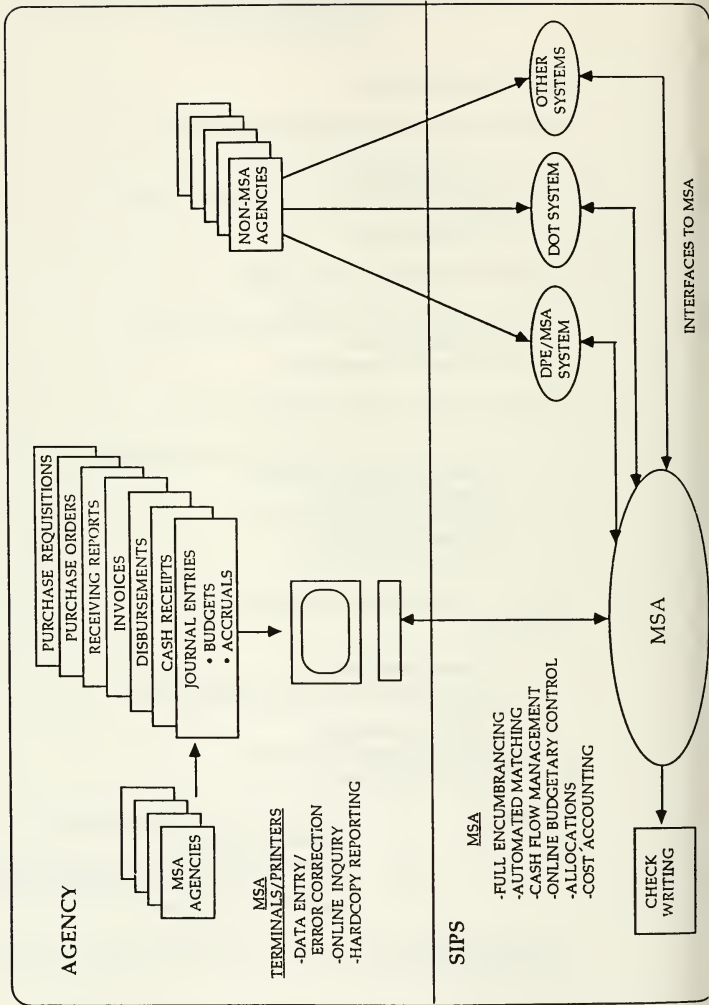 AGENCY
PURCHASE REQUISITIONS
PURCHASE ORDERS
RECEIVING REPORTS
INVOICES
DISBURSEMENTS
CASH RECEIPTS
JOURNAL ENTRIES
• BUDGETS
• ACCRUALS
MSA
AGENCIES
NON-MSA
AGENCIES
MSA
TERMINALS/PRINTERS
-DATA ENTRY/
ERROR CORRECTION
-ONLINE INQUIRY
-HARDCOPY REPORTING
SIPS
MSA
-FULL ENCUMBRANCING
-AUTOMATED MATCHING
-CASH FLOW MANAGEMENT
-ONLINE BUDGETARY CONTROL
-ALLOCATIONS
-COST ACCOUNTING
DPE/MSA
SYSTEM
DOT SYSTEM
OTHER
SYSTEMS
CHECK
WRITING
MSA
INTERFACES TO MSA